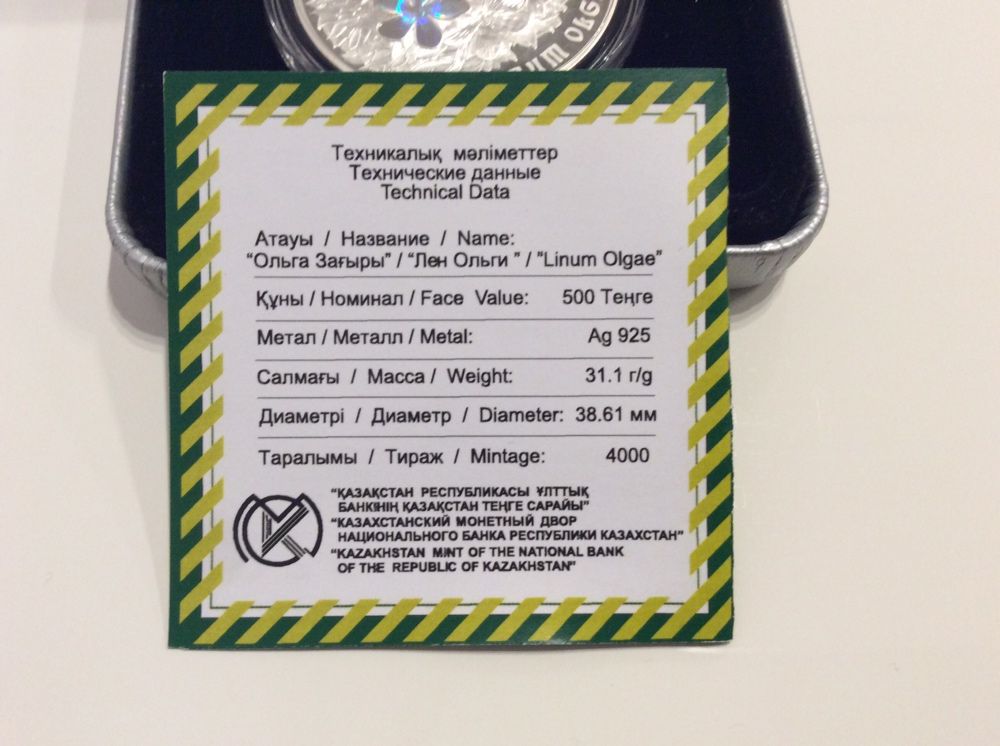 UM OLG
Техникалық мәліметтер
Технические данные
Technical Data
Атауы / Название / Name:
“Ольга Зағыры” / “Лен Ольги ” / “Linum Olgae”
Құны / Номинал / Face Value: 500 Теңге
Метал / Металл / Metal: Ag 925
Салмағы / Масса / Weight: 31.1 г/g
Диаметрі / Диаметр / Diameter: 38.61 мм
Таралымы / Тираж / Mintage: 4000
“ҚАЗАҚСТАН РЕСПУБЛИКАСЫ ҰЛТТЫҚ
БАНКІНІҢ ҚАЗАҚСТАН ТЕҢГЕ САРАЙЫ”
“КАЗАХСТАНСКИЙ МОНЕТНЫЙ ДВОР
НАЦИОНАЛЬНОГО БАНКА РЕСПУБЛИКИ КАЗАХСТАН”
“KAZAKHSTAN MINT OF THE NATIONAL BANK
OF THE REPUBLIC OF KAZAKHSTAN”